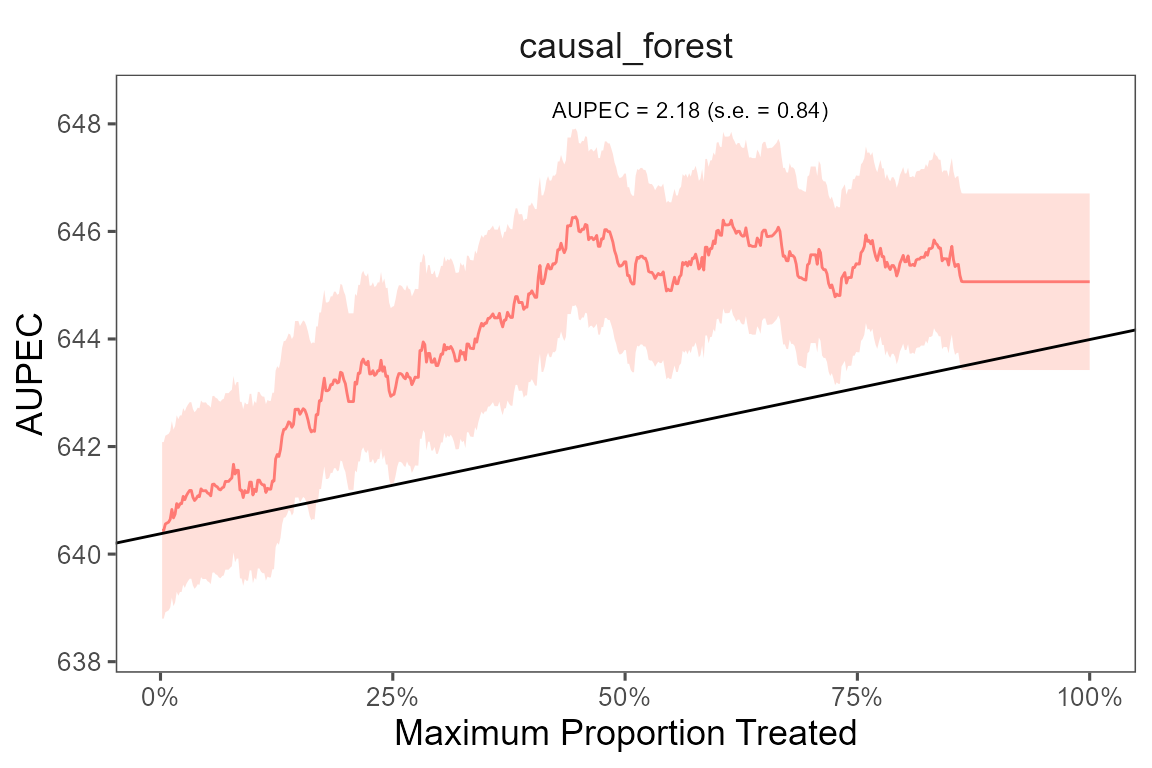 causal_forest
AUPEC = 2.18 (s.e. = 0.84)
648
646
644
642
640
638
AUPEC
0% 25% 50% 75% 100%
Maximum Proportion Treated